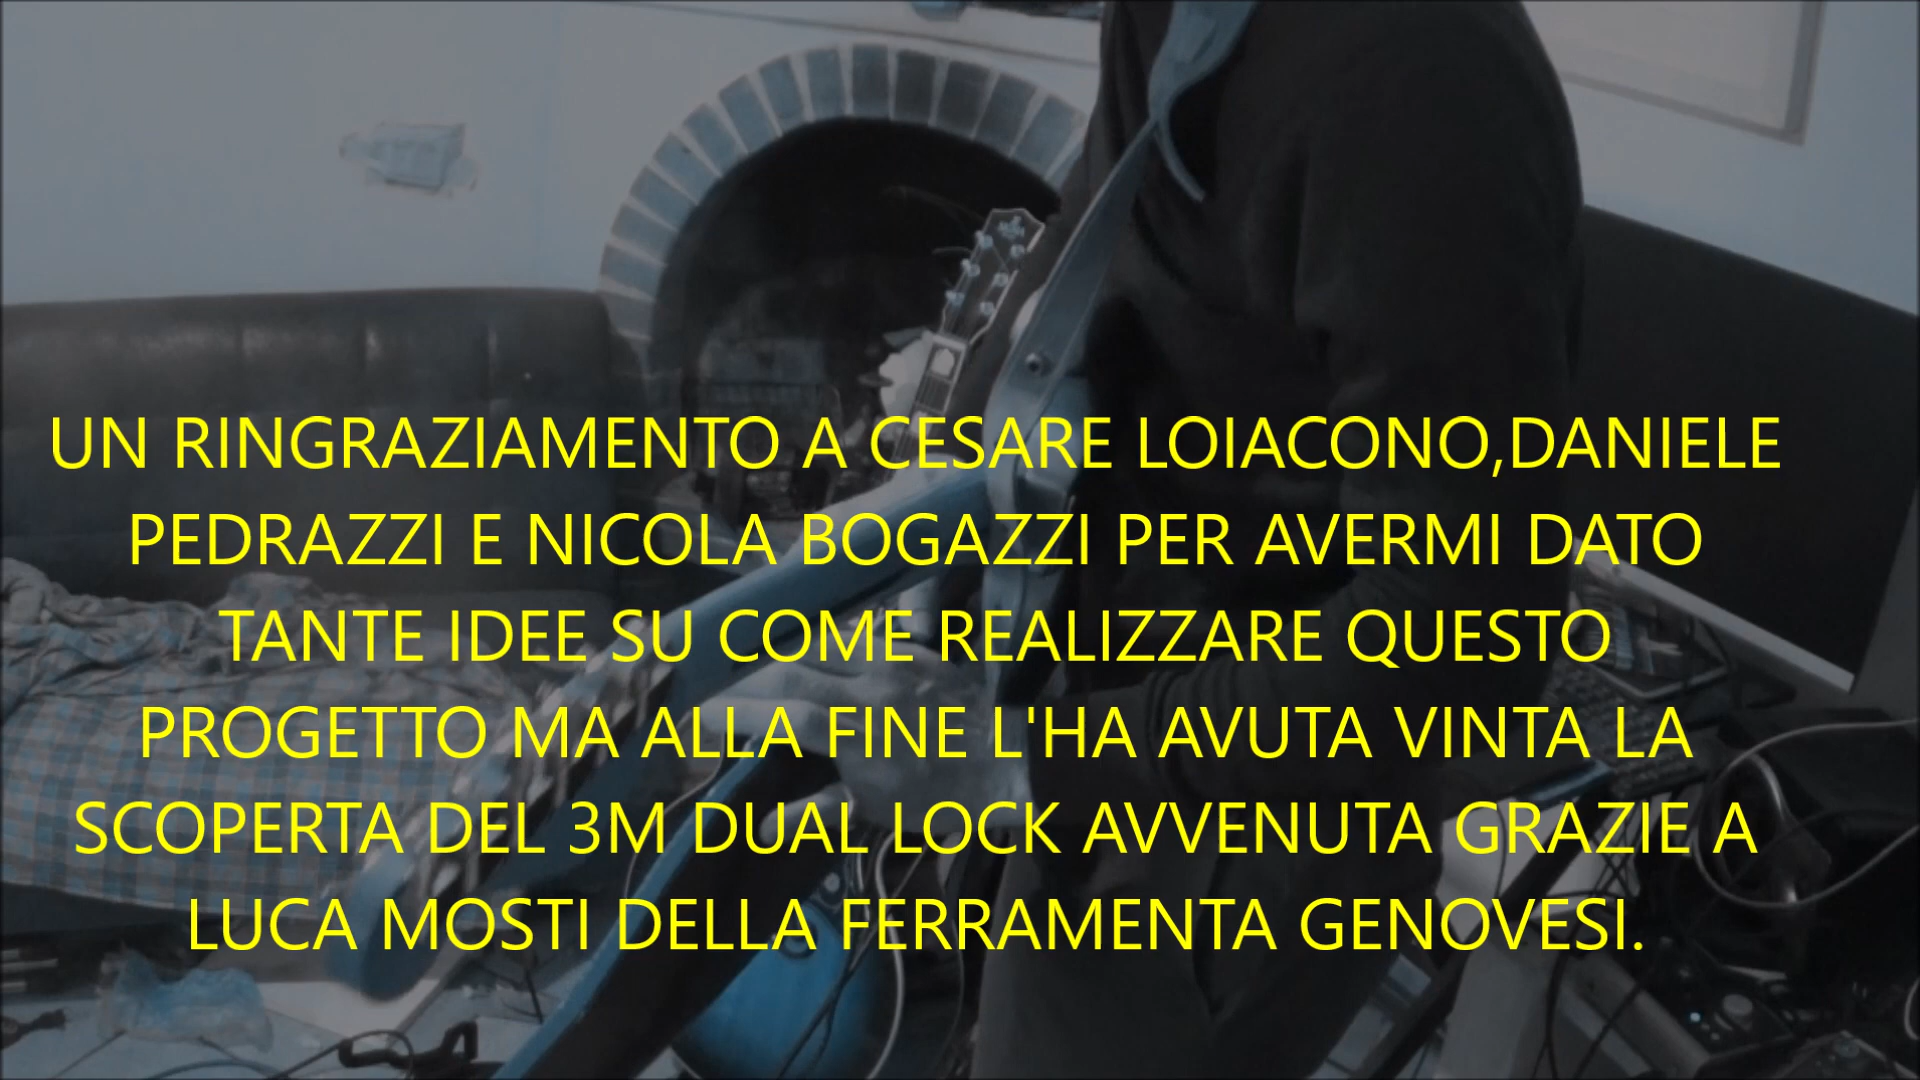 UN RINGRAZIAMENTO A CESARE LOIACONO,DANIELE
PEDRAZZI E NICOLA BOGAZZI PER AVERMI DATO
TANTE IDEE SU COME REALIZZARE QUESTO
PROGETTO MA ALLA FINE L'HA AVUTA VINTA LA
SCOPERTA DEL 3M DUAL LOCK AVVENUTA GRAZIE A
LUCA MOSTI DELLA FERRAMENTA GENOVESI.